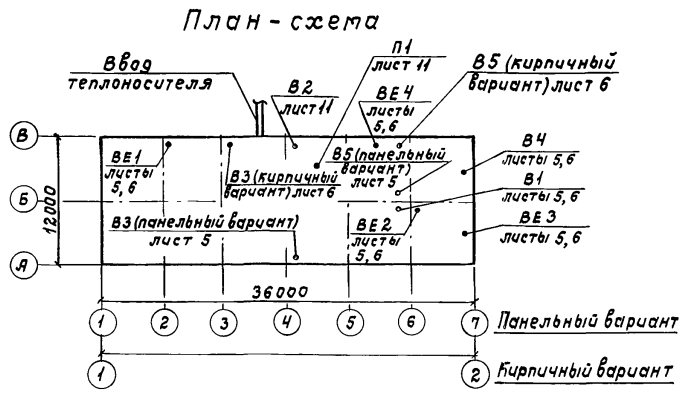 План-схема
Ввод
теплоносителя
В2
лист 11
П1
лист 11
ВЕ4
листы
5,6
В5 (кирпичный
вариант) лист 6
В
Б
Я
12000
ВЕ1
листы
5,6
В3 (кирпичный
вариант) лист 6
В5 (панельный
вариант)
лист 5
В4
листы 5,6
В1
листы 5,6
ВЕ3
листы 5,6
В3 (панельный вариант)
лист 5
ВЕ2
листы
5,6
36000
1 2 3 4 5 6 7 Панельный вариант
1 2 Кирпичный вариант